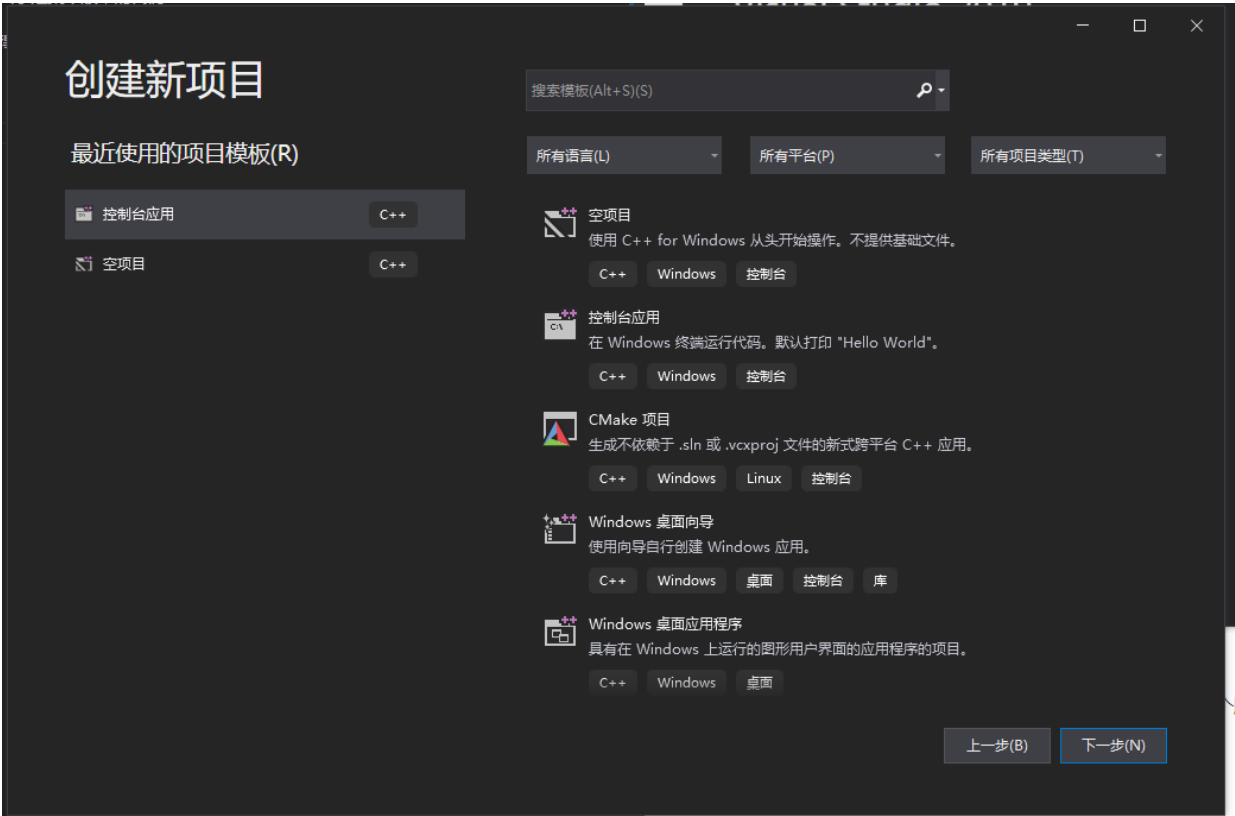 创建新项目
搜索模板(Alt+S)(S)
最近使用的项目模板(R)
所有语言(L)
所有平台(P)
所有项目类型(T)
控制台应用
C++
空项目
C++
空项目
使用 C++ for Windows 从头开始操作。不提供基础文件。
C++ Windows 控制台
控制台应用
在 Windows 终端运行代码。默认打印 "Hello World"。
C++ Windows 控制台
CMake 项目
生成不依赖于 .sln 或 .vcxproj 文件的新式跨平台 C++ 应用。
C++ Windows Linux 控制台
Windows 桌面向导
使用向导自行创建 Windows 应用。
C++ Windows 桌面 控制台 库
Windows 桌面应用程序
具有在 Windows 上运行的图形用户界面的应用程序的项目。
C++ Windows 桌面
上一步(B)
下一步(N)